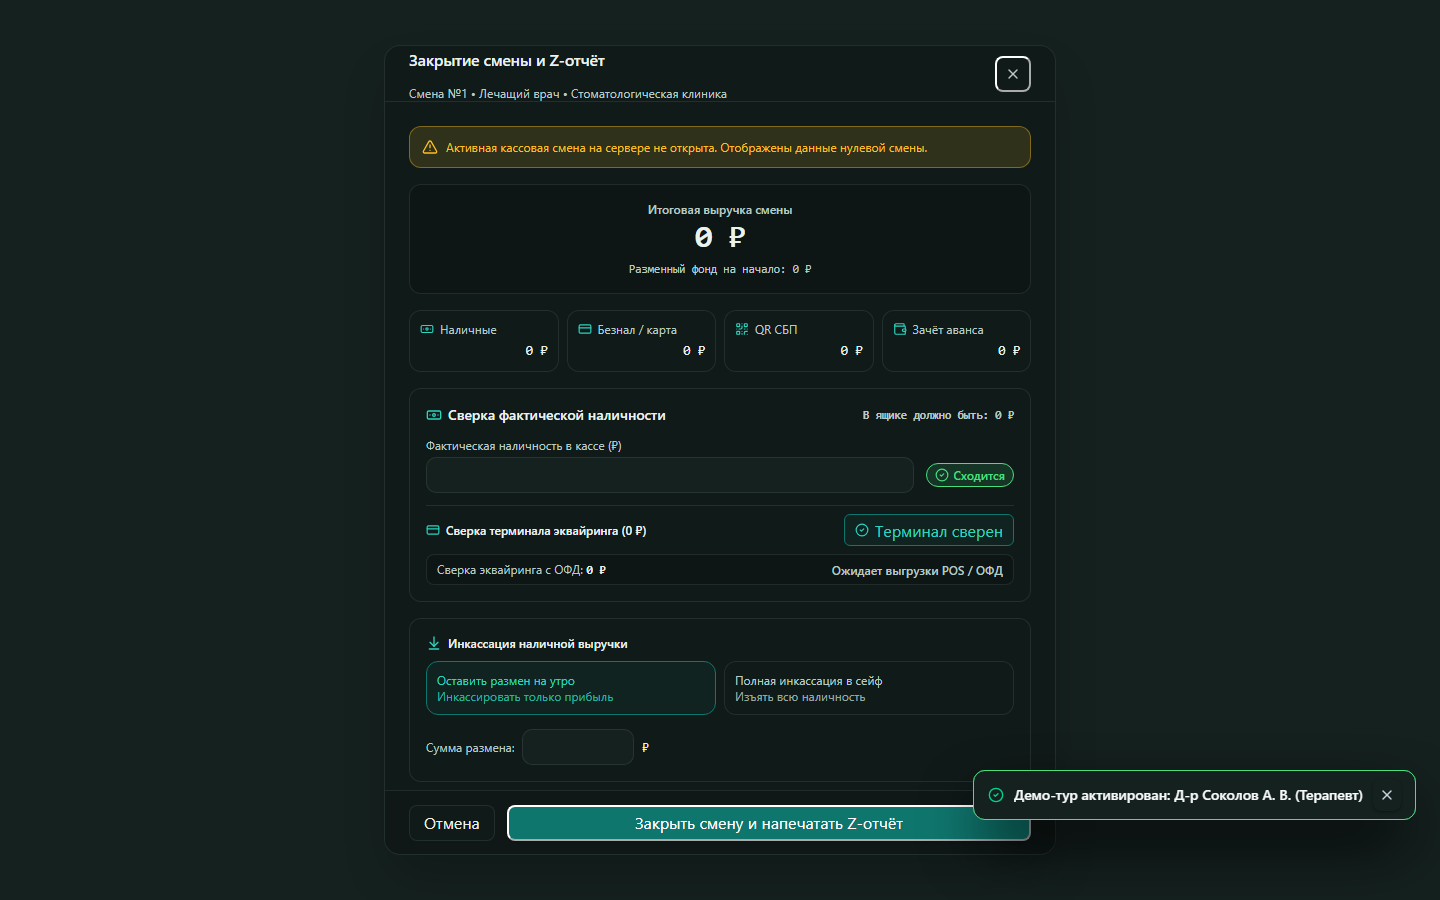 Закрытие смены и Z-отчёт
Смена №1 • Лечащий врач • Стоматологическая клиника
Активная кассовая смена на сервере не открыта. Отображены данные нулевой смены.
Итоговая выручка смены
0 ₽
Разменный фонд на начало: 0 ₽
Наличные
0 ₽
Безнал / карта
0 ₽
QR СБП
0 ₽
Зачёт аванса
0 ₽
Сверка фактической наличности
В ящике должно быть: 0 ₽
Фактическая наличность в кассе (₽)
Сходится
Сверка терминала эквайринга (0 ₽)
Терминал сверен
Сверка эквайринга с ОФД: 0 ₽
Ожидает выгрузки POS / ОФД
Инкассация наличной выручки
Оставить размен на утро
Инкассировать только прибыль
Полная инкассация в сейф
Изъять всю наличность
Сумма размена:
₽
Демо-тур активирован: Д-р Соколов А. В. (Терапевт)
Отмена
Закрыть смену и напечатать Z-отчёт